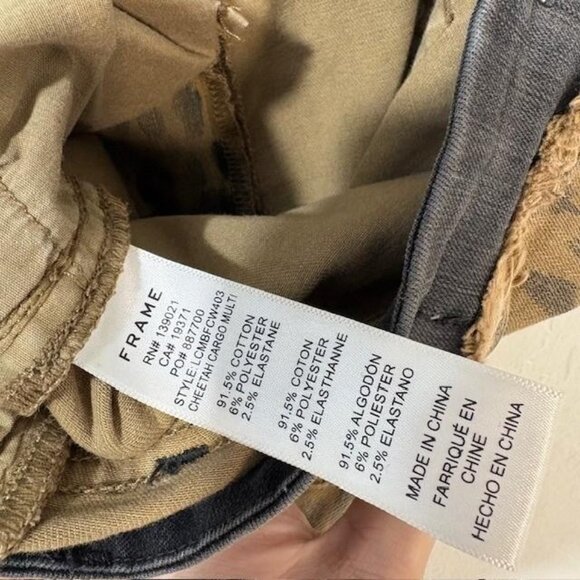 FRAME
RN# 139021
CA# 19371
PO# 887700
STYLE: LCMBFCW403
CHEETAH CARGO MULTI
91.5% COTTON
6% POLYESTER
2.5% ELASTANE
91.5% COTON
6% POLYESTER
2.5% ELASTHANNE
91.5% ALGODÓN
6% POLIESTER
2.5% ELASTANO
MADE IN CHINA
FARRIQUÉ EN
CHINE
HECHO EN CHINA